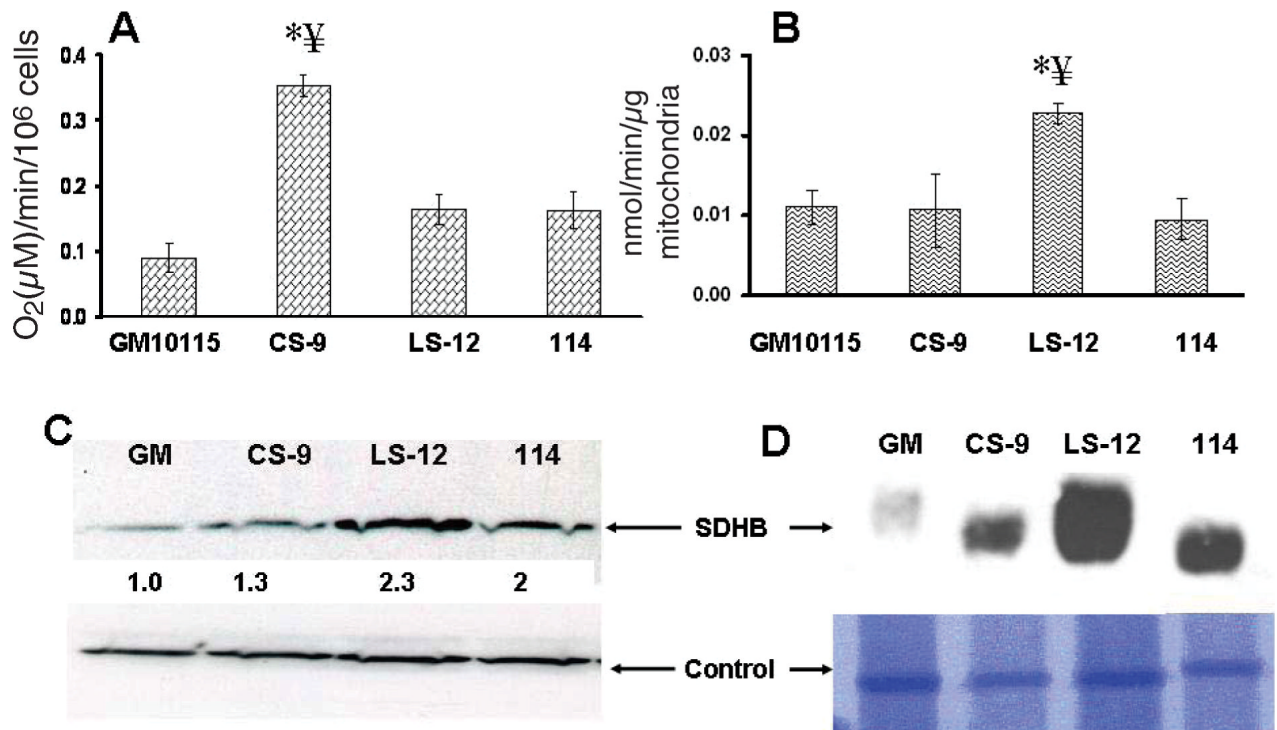 A
*¥
O₂(µM)/min/10⁶ cells
0.4
0.3
0.2
0.1
0.0
GM10115 CS-9 LS-12 114
B
*¥
nmol/min/µg
mitochondria
0.03
0.02
0.01
0.00
GM10115 CS-9 LS-12 114
C
GM CS-9 LS-12 114
SDHB
1.0 1.3 2.3 2
Control
D
GM CS-9 LS-12 114